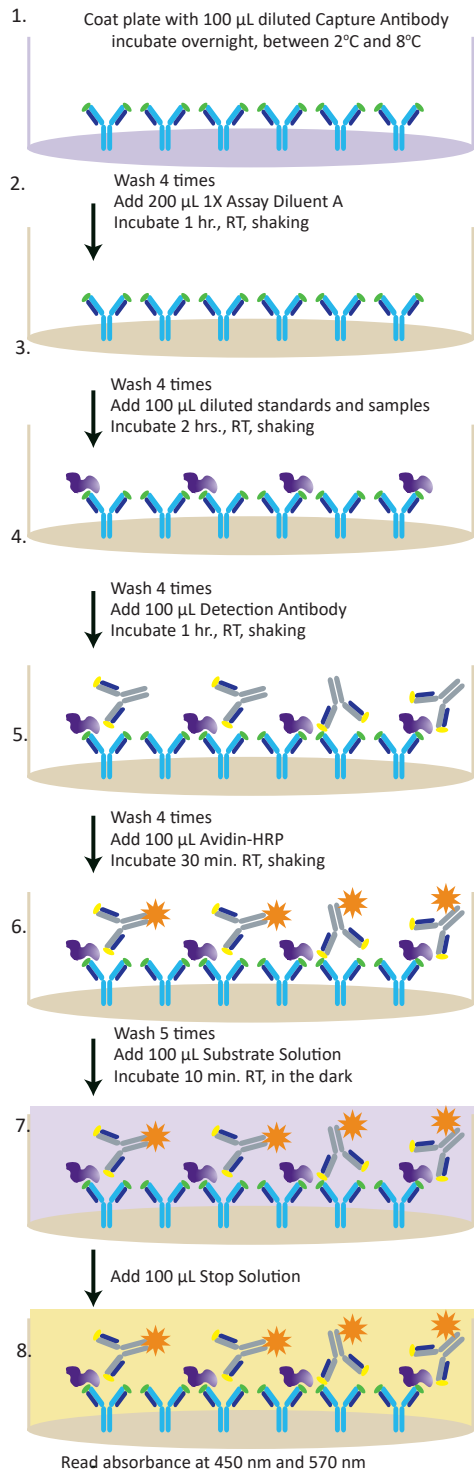 1.
Coat plate with 100 µL diluted Capture Antibody
incubate overnight, between 2°C and 8°C
2.
Wash 4 times
Add 200 µL 1X Assay Diluent A
Incubate 1 hr., RT, shaking
3.
Wash 4 times
Add 100 µL diluted standards and samples
Incubate 2 hrs., RT, shaking
4.
Wash 4 times
Add 100 µL Detection Antibody
Incubate 1 hr., RT, shaking
5.
Wash 4 times
Add 100 µL Avidin-HRP
Incubate 30 min. RT, shaking
6.
Wash 5 times
Add 100 µL Substrate Solution
Incubate 10 min. RT, in the dark
7.
Add 100 µL Stop Solution
8.
Read absorbance at 450 nm and 570 nm